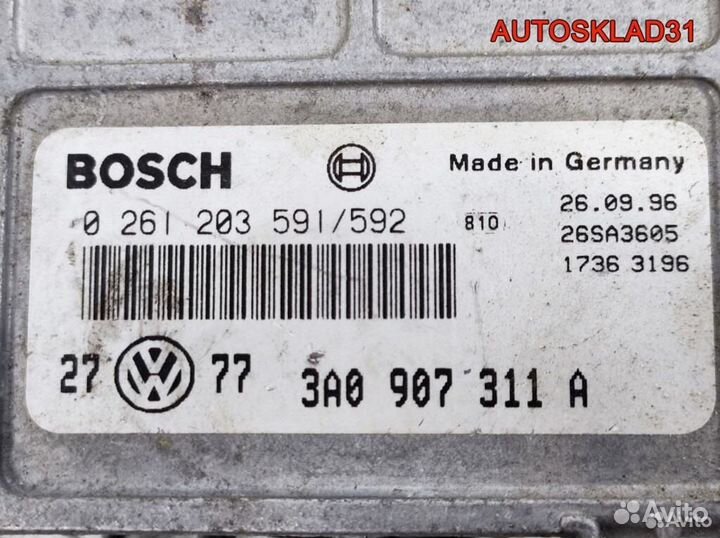 AUTOSKLAD31
BOSCH
Made in Germany
0 261 203 591/592
810
26.09.96
26SA3605
1736 3196
27 77 3A0 907 311 A
Avito
Avito